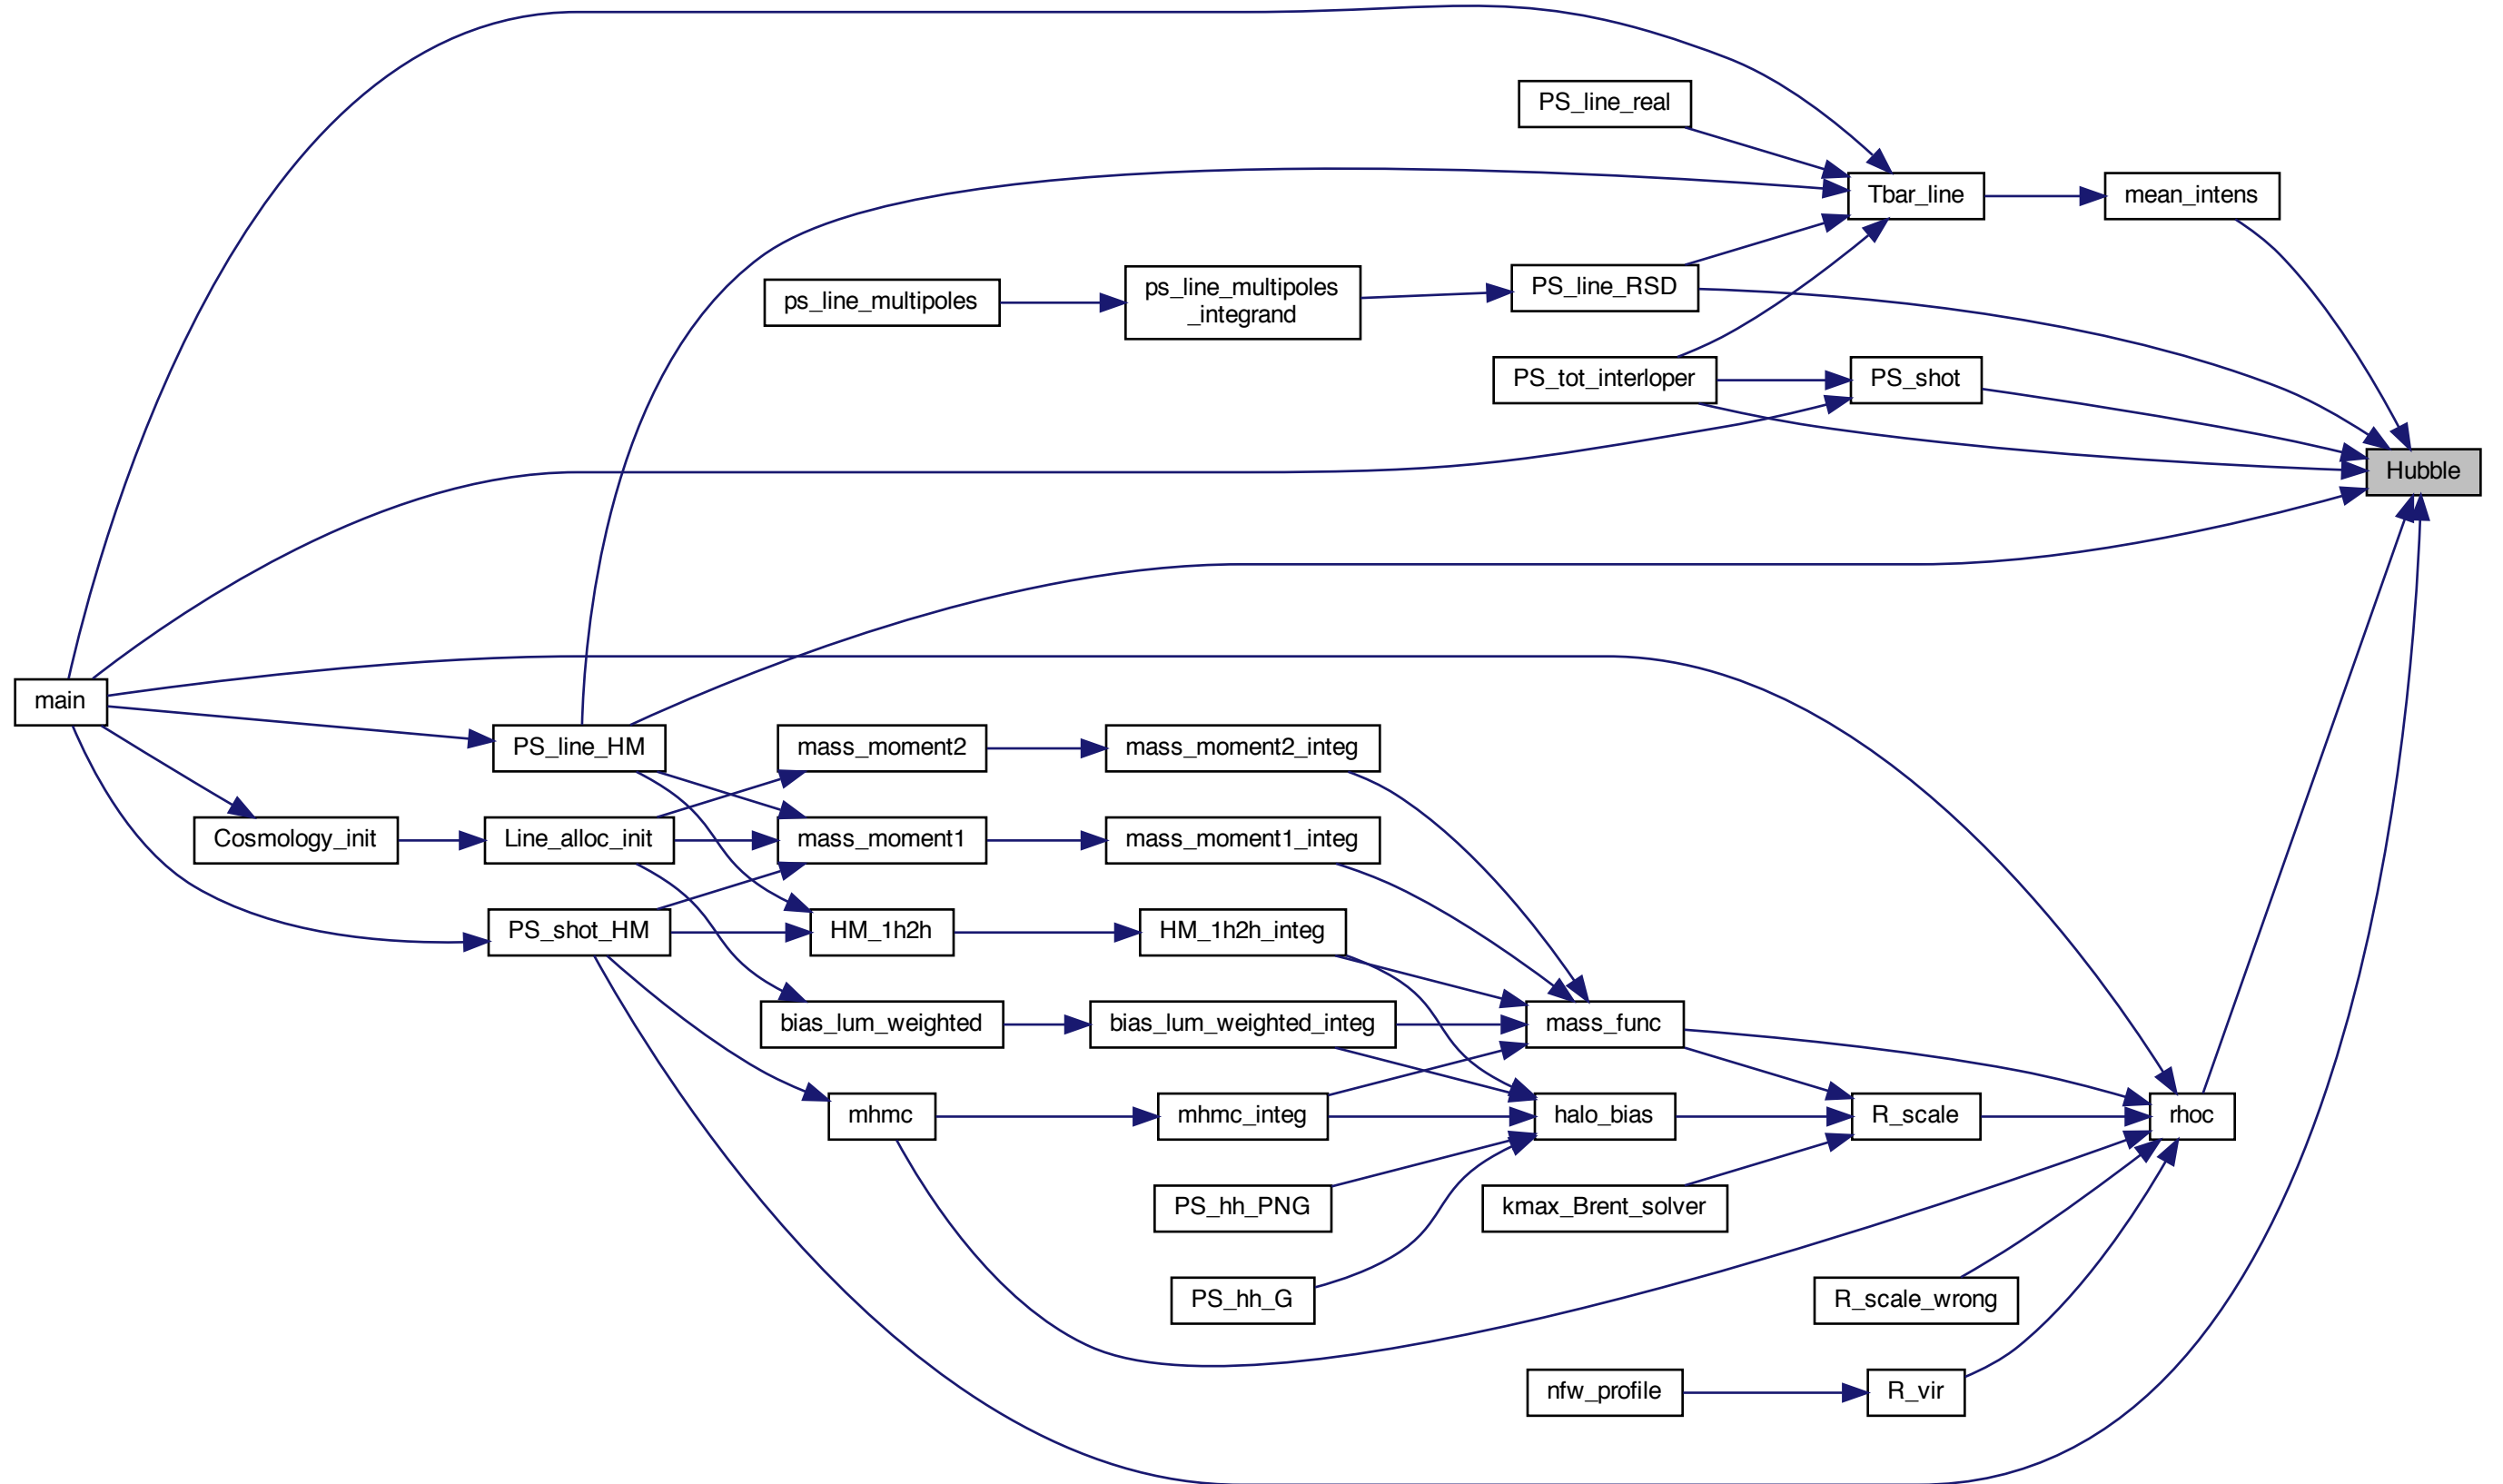 PS_line_real
Tbar_line
mean_intens
ps_line_multipoles
ps_line_multipoles
_integrand
PS_line_RSD
PS_tot_interloper
PS_shot
Hubble
main
PS_line_HM
mass_moment2
mass_moment2_integ
Cosmology_init
Line_alloc_init
mass_moment1
mass_moment1_integ
PS_shot_HM
HM_1h2h
HM_1h2h_integ
bias_lum_weighted
bias_lum_weighted_integ
mass_func
mhmc
mhmc_integ
halo_bias
R_scale
rhoc
PS_hh_PNG
kmax_Brent_solver
PS_hh_G
R_scale_wrong
nfw_profile
R_vir